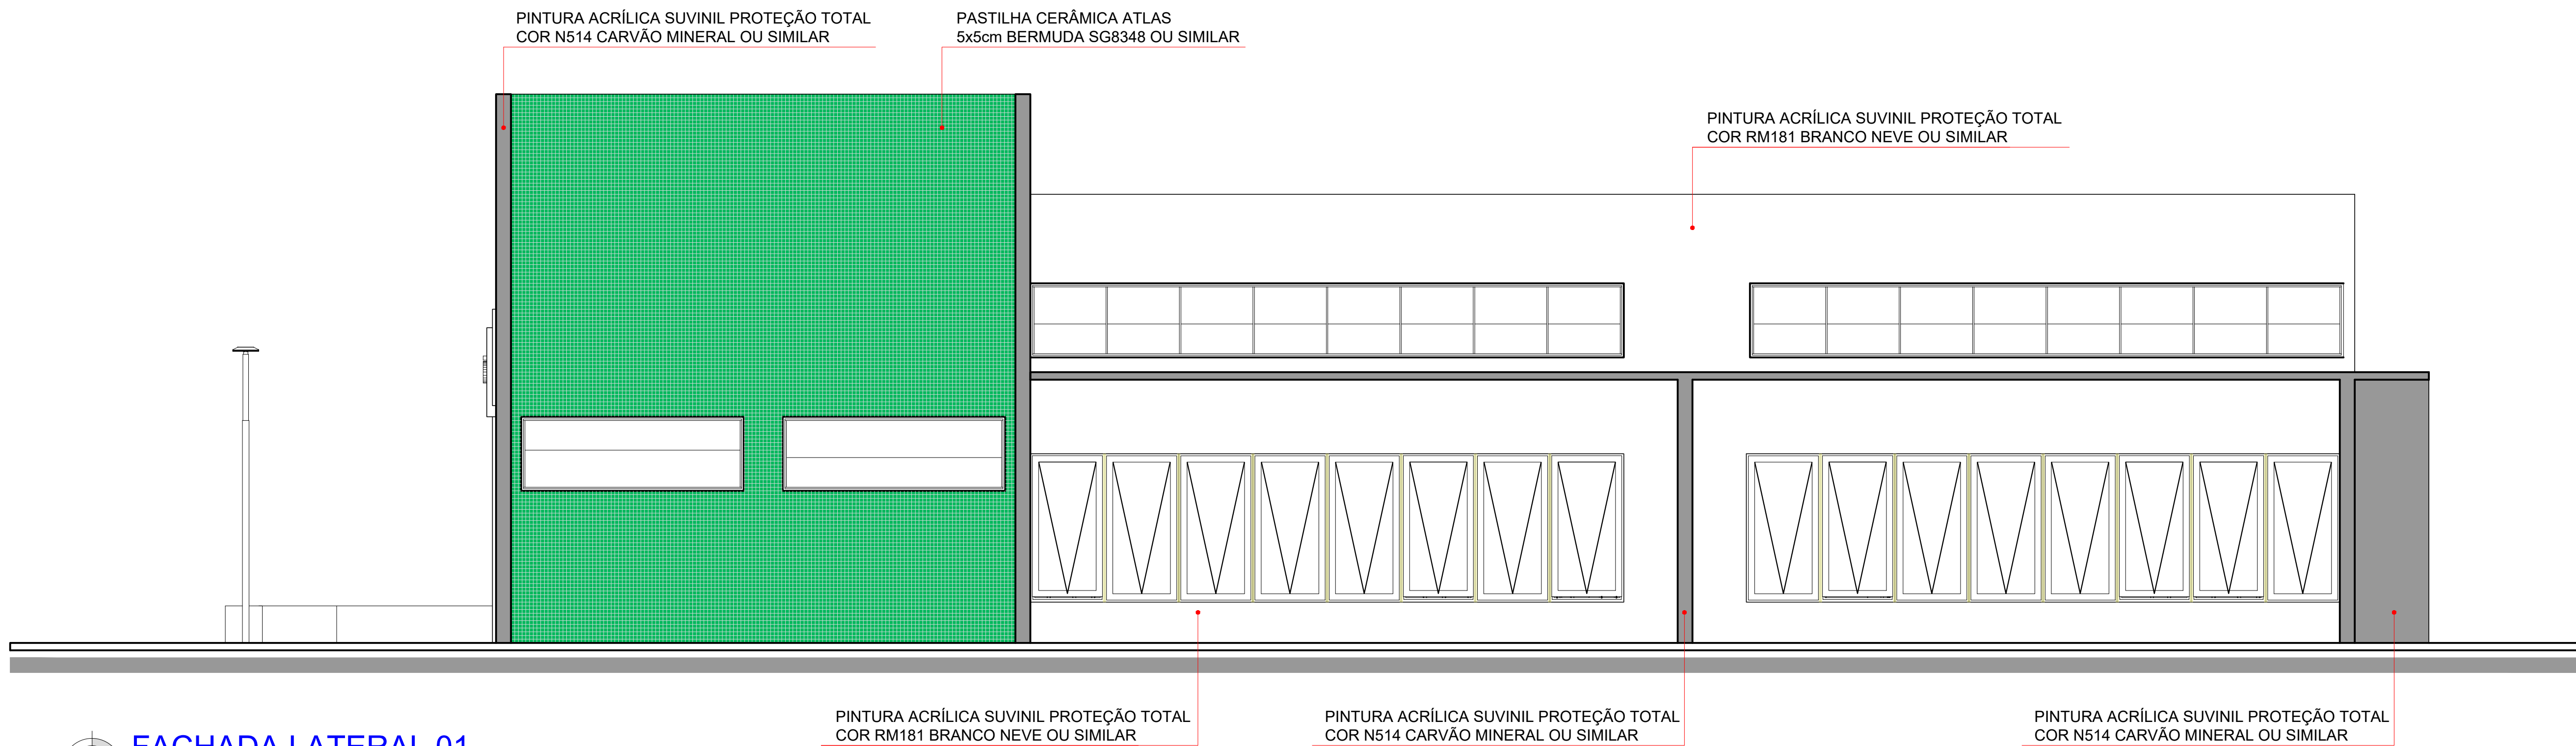 PINTURA ACRÍLICA SUVINIL PROTEÇÃO TOTAL
COR N514 CARVÃO MINERAL OU SIMILAR
PASTILHA CERÂMICA ATLAS
5x5cm BERMUDA SG8348 OU SIMILAR
PINTURA ACRÍLICA SUVINIL PROTEÇÃO TOTAL
COR RM181 BRANCO NEVE OU SIMILAR
PINTURA ACRÍLICA SUVINIL PROTEÇÃO TOTAL
COR RM181 BRANCO NEVE OU SIMILAR
PINTURA ACRÍLICA SUVINIL PROTEÇÃO TOTAL
COR N514 CARVÃO MINERAL OU SIMILAR
PINTURA ACRÍLICA SUVINIL PROTEÇÃO TOTAL
COR N514 CARVÃO MINERAL OU SIMILAR
FACHADA LATERAL 01